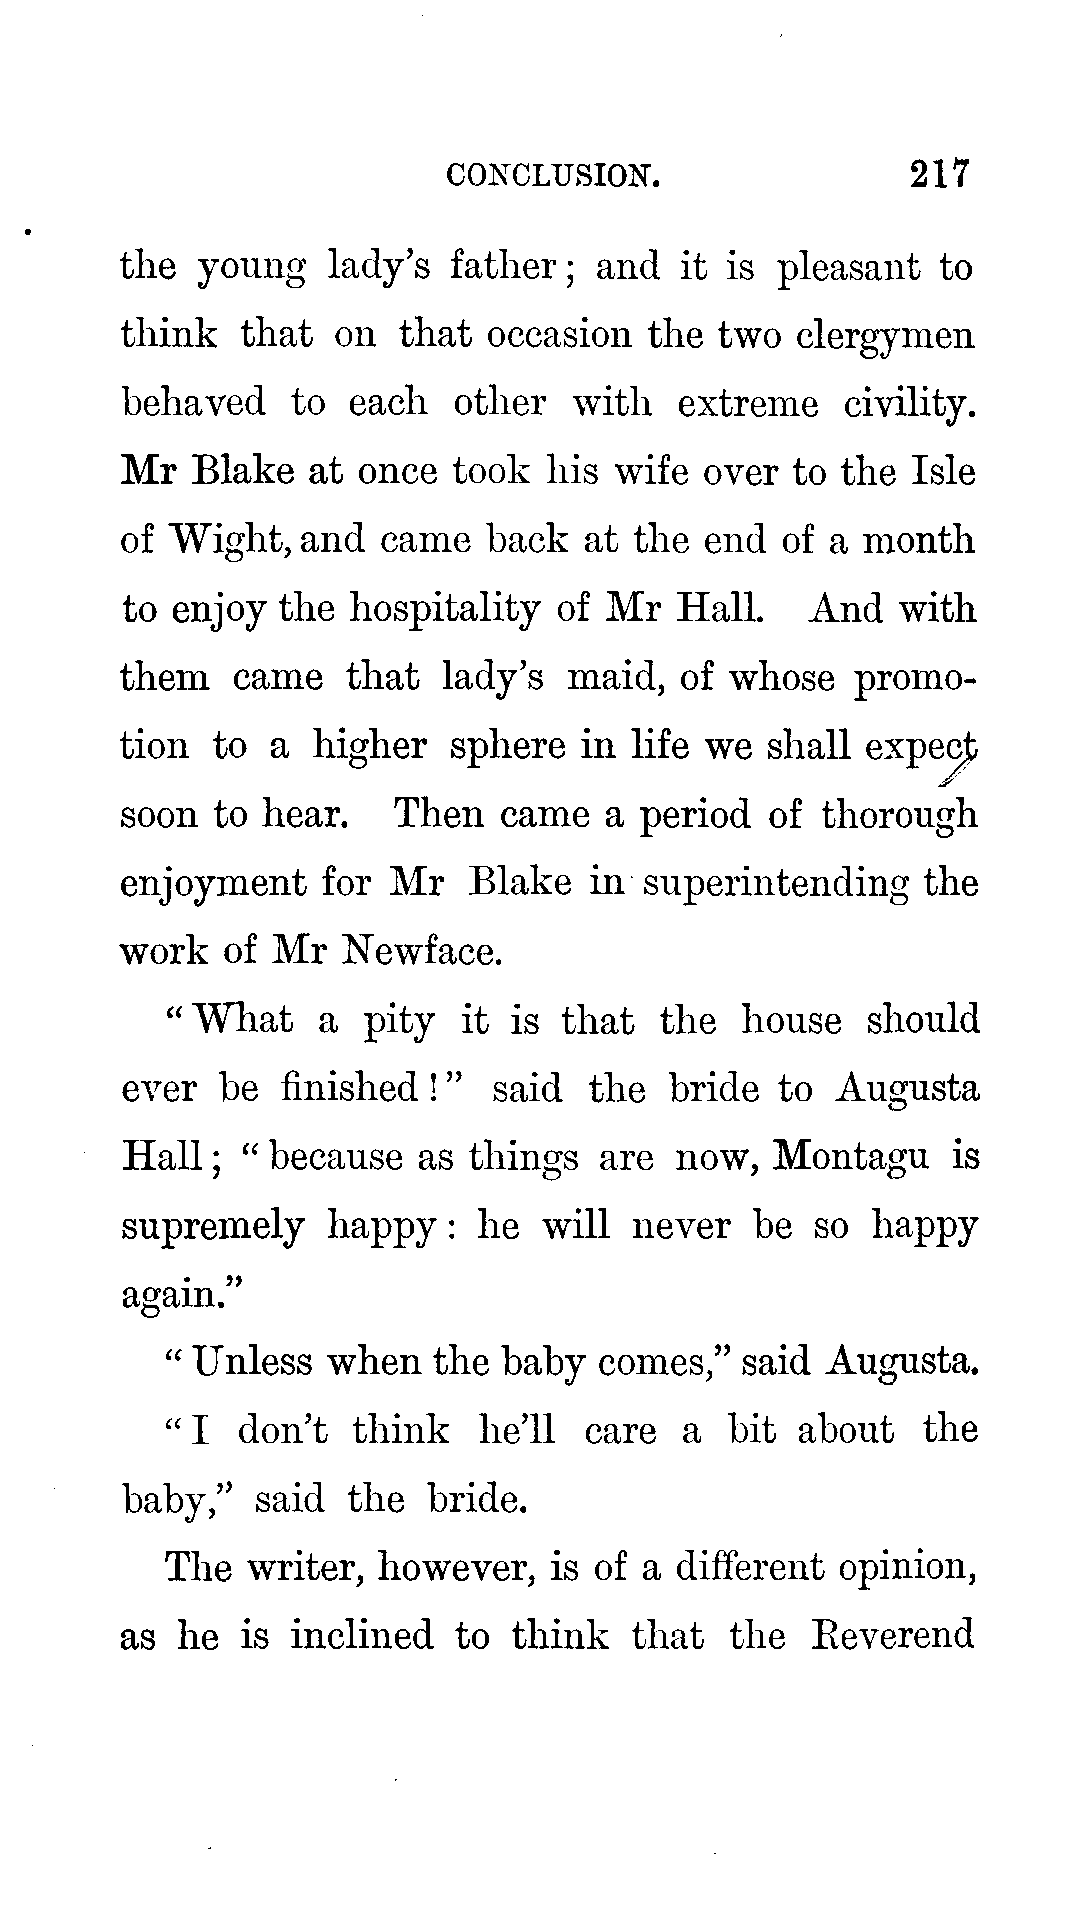 CONCLUSION. 217
the young lady's father; and it is pleasant to
think that on that occasion the two clergymen
behaved to each other with extreme civility.
Mr Blake at once took his wife over to the Isle
of Wight, and came back at the end of a month
to enjoy the hospitality of Mr Hall. And with
them came that lady's maid, of whose promo-
tion to a higher sphere in life we shall expect
soon to hear. Then came a period of thorough
enjoyment for Mr Blake in superintending the
work of Mr Newface.
"What a pity it is that the house should
ever be finished!" said the bride to Augusta
Hall; "because as things are now, Montagu is
supremely happy: he will never be so happy
again."
"Unless when the baby comes," said Augusta.
"I don't think he'll care a bit about the
baby," said the bride.
The writer, however, is of a different opinion,
as he is inclined to think that the Reverend